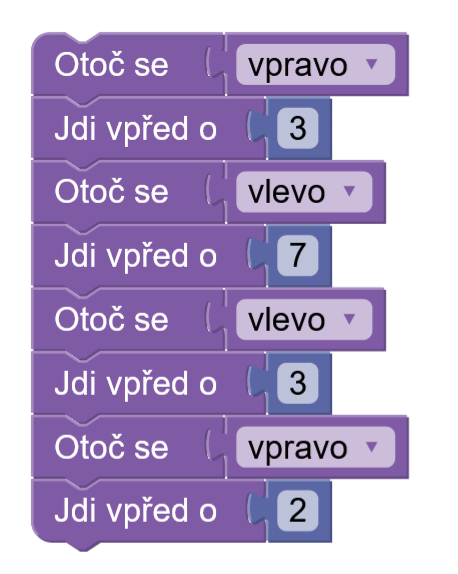 Otoč se vpravo
Jdi vpřed o 3
Otoč se vlevo
Jdi vpřed o 7
Otoč se vlevo
Jdi vpřed o 3
Otoč se vpravo
Jdi vpřed o 2